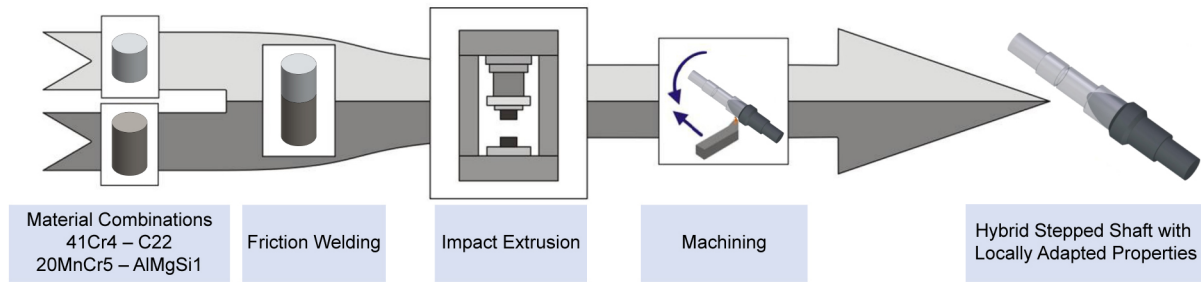 Material Combinations
41Cr4 – C22
20MnCr5 – AlMgSi1
Friction Welding
Impact Extrusion
Machining
Hybrid Stepped Shaft with
Locally Adapted Properties